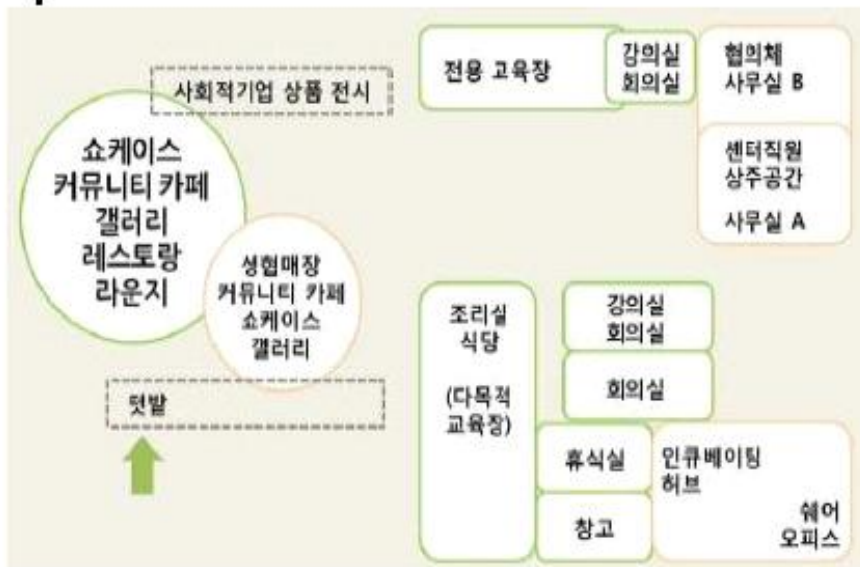 사회적기업 상품 전시
쇼케이스
커뮤니티 카페
갤러리
레스토랑
라운지
생협매장
커뮤니티 카페
쇼케이스
갤러리
텃밭
전용 교육장
강의실
회의실
협의체
사무실 B
센터직원
상주공간
사무실 A
조리실
식당
(다목적
교육장)
강의실
회의실
회의실
휴식실
창고
인큐베이팅
허브
쉐어
오피스